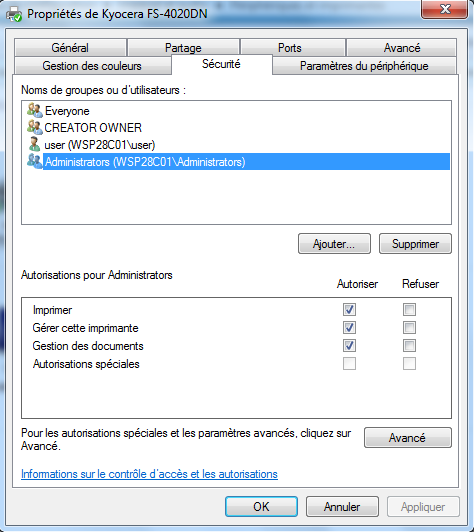 Propriétés de Kyocera FS-4020DN
Général Partage Ports Avancé
Gestion des couleurs Sécurité Paramètres du périphérique
Noms de groupes ou d'utilisateurs :
Everyone
CREATOR OWNER
user (WSP28C01\user)
Administrators (WSP28C01\Administrators)
Ajouter... Supprimer
Autorisations pour Administrators Autoriser Refuser
Imprimer
Gérer cette imprimante
Gestion des documents
Autorisations spéciales
Pour les autorisations spéciales et les paramètres avancés, cliquez sur
Avancé.
Avancé
Informations sur le contrôle d'accès et les autorisations
OK Annuler Appliquer